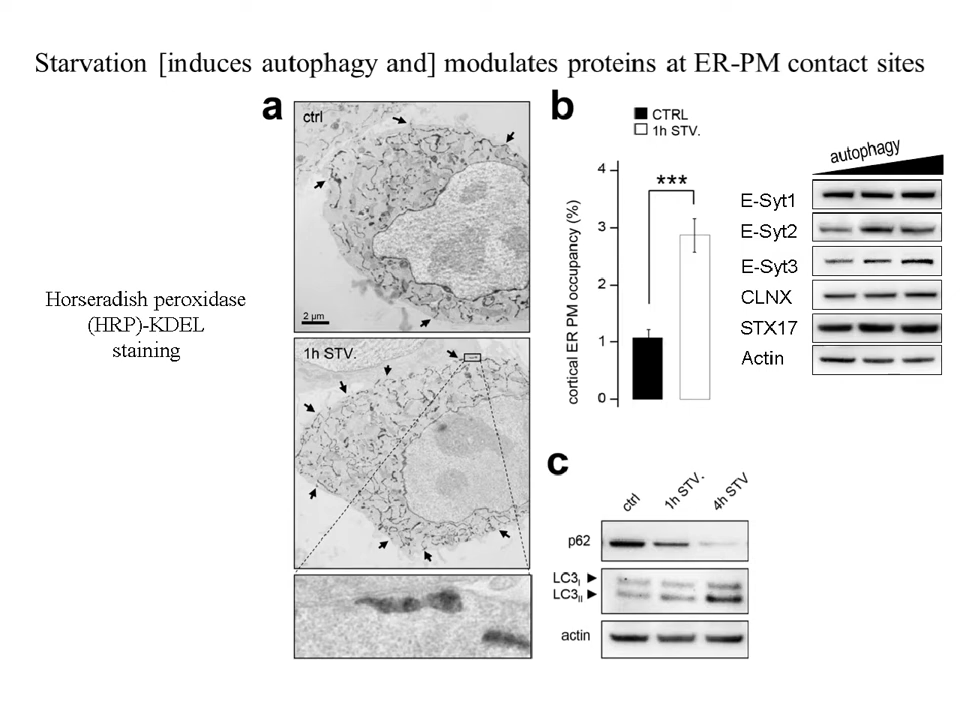 Starvation [induces autophagy and] modulates proteins at ER-PM contact sites
a
ctrl
2 µm
1h STV.
Horseradish peroxidase
(HRP)-KDEL
staining
b
CTRL
1h STV.
cortical ER PM occupancy (%)
4
3
2
1
0
***
autophagy
E-Syt1
E-Syt2
E-Syt3
CLNX
STX17
Actin
c
ctrl
1h STV.
4h STV
p62
LC3I
LC3II
actin